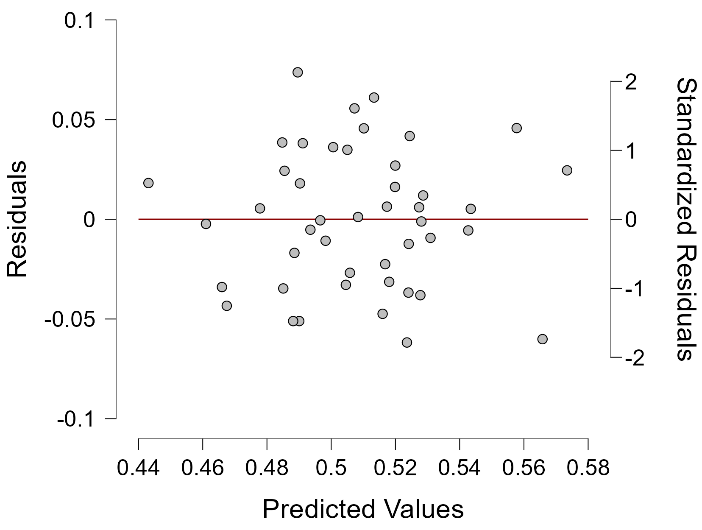 0.1
0.05
0
-0.05
-0.1
Residuals
2
1
0
-1
-2
Standardized Residuals
0.44 0.46 0.48 0.5 0.52 0.54 0.56 0.58
Predicted Values